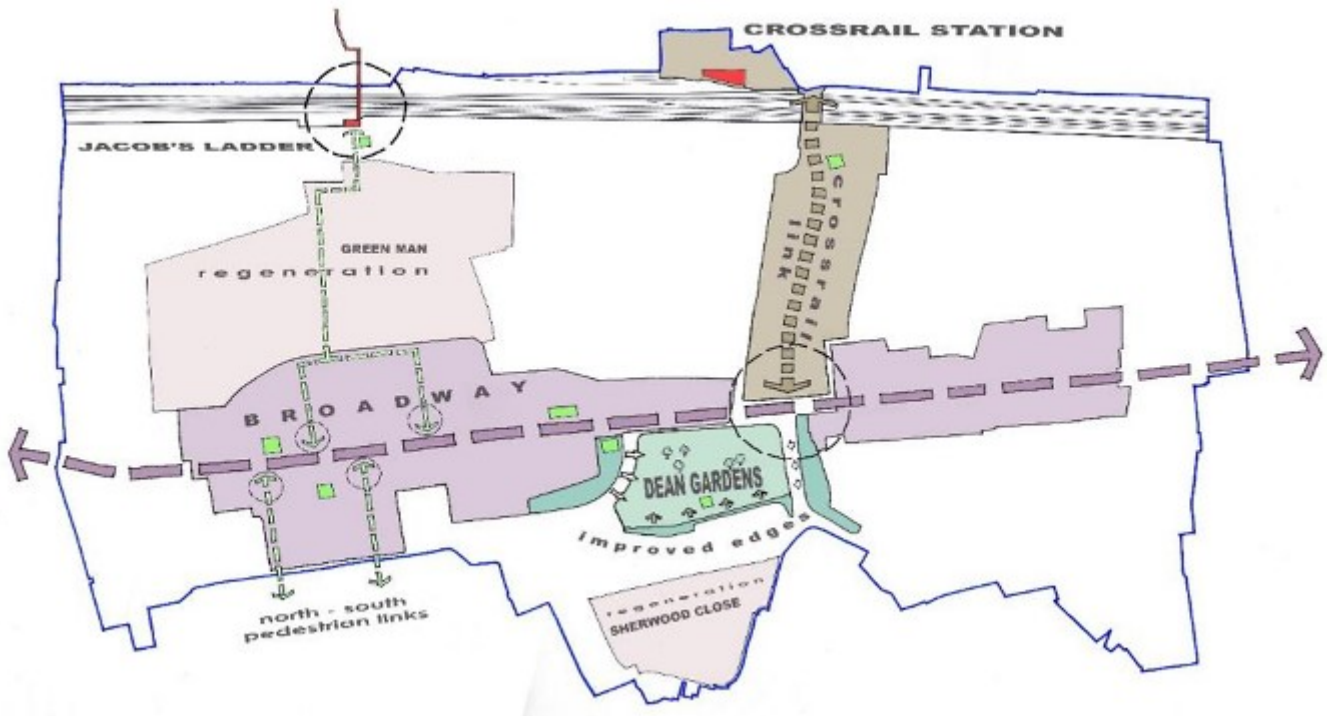 CROSSRAIL STATION
JACOB'S LADDER
GREEN MAN
regeneration
crossrail
link
BROADWAY
DEAN GARDENS
improved edges
regeneration
SHERWOOD CLOSE
north - south
pedestrian links